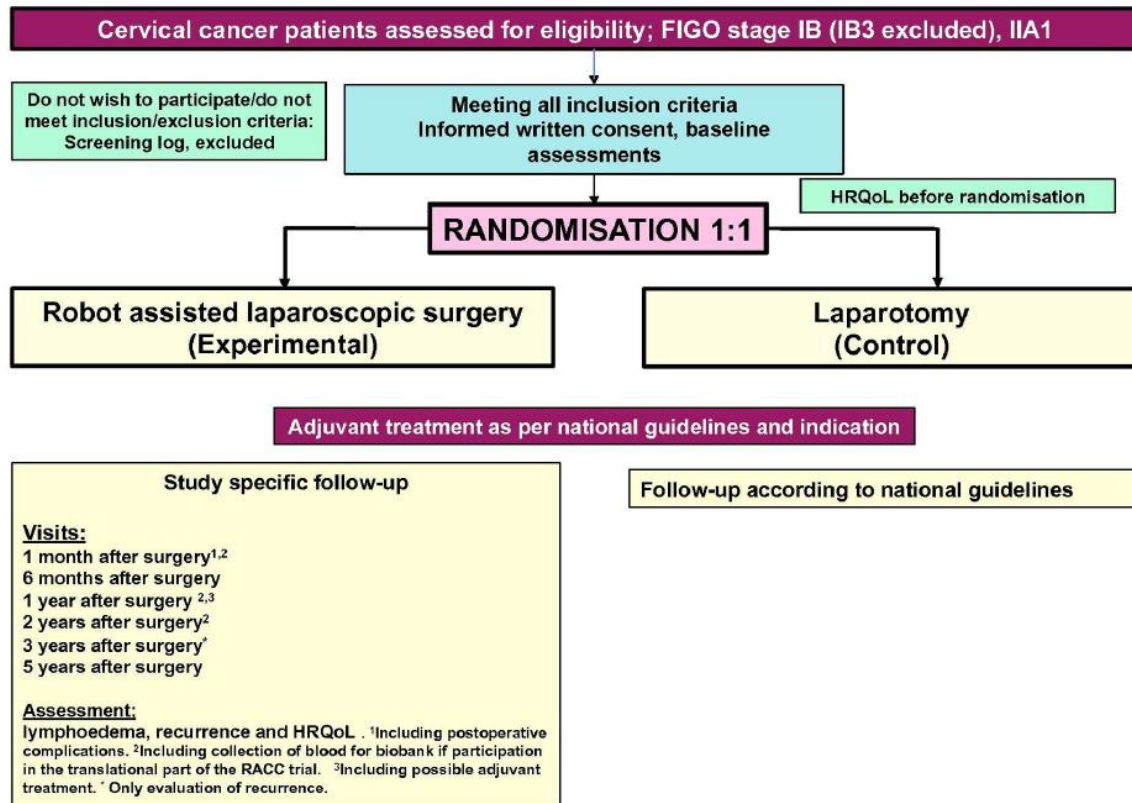 Cervical cancer patients assessed for eligibility; FIGO stage IB (IB3 excluded), IIA1
Do not wish to participate/do not
meet inclusion/exclusion criteria:
Screening log, excluded
Meeting all inclusion criteria
Informed written consent, baseline
assessments
HRQoL before randomisation
RANDOMISATION 1:1
Robot assisted laparoscopic surgery
(Experimental)
Laparotomy
(Control)
Adjuvant treatment as per national guidelines and indication
Study specific follow-up
Visits:
1 month after surgery¹,²
6 months after surgery
1 year after surgery ²,³
2 years after surgery²
3 years after surgery*
5 years after surgery
Assessment:
lymphoedema, recurrence and HRQoL . ¹Including postoperative
complications. ²Including collection of blood for biobank if participation
in the translational part of the RACC trial. ³Including possible adjuvant
treatment. * Only evaluation of recurrence.
Follow-up according to national guidelines